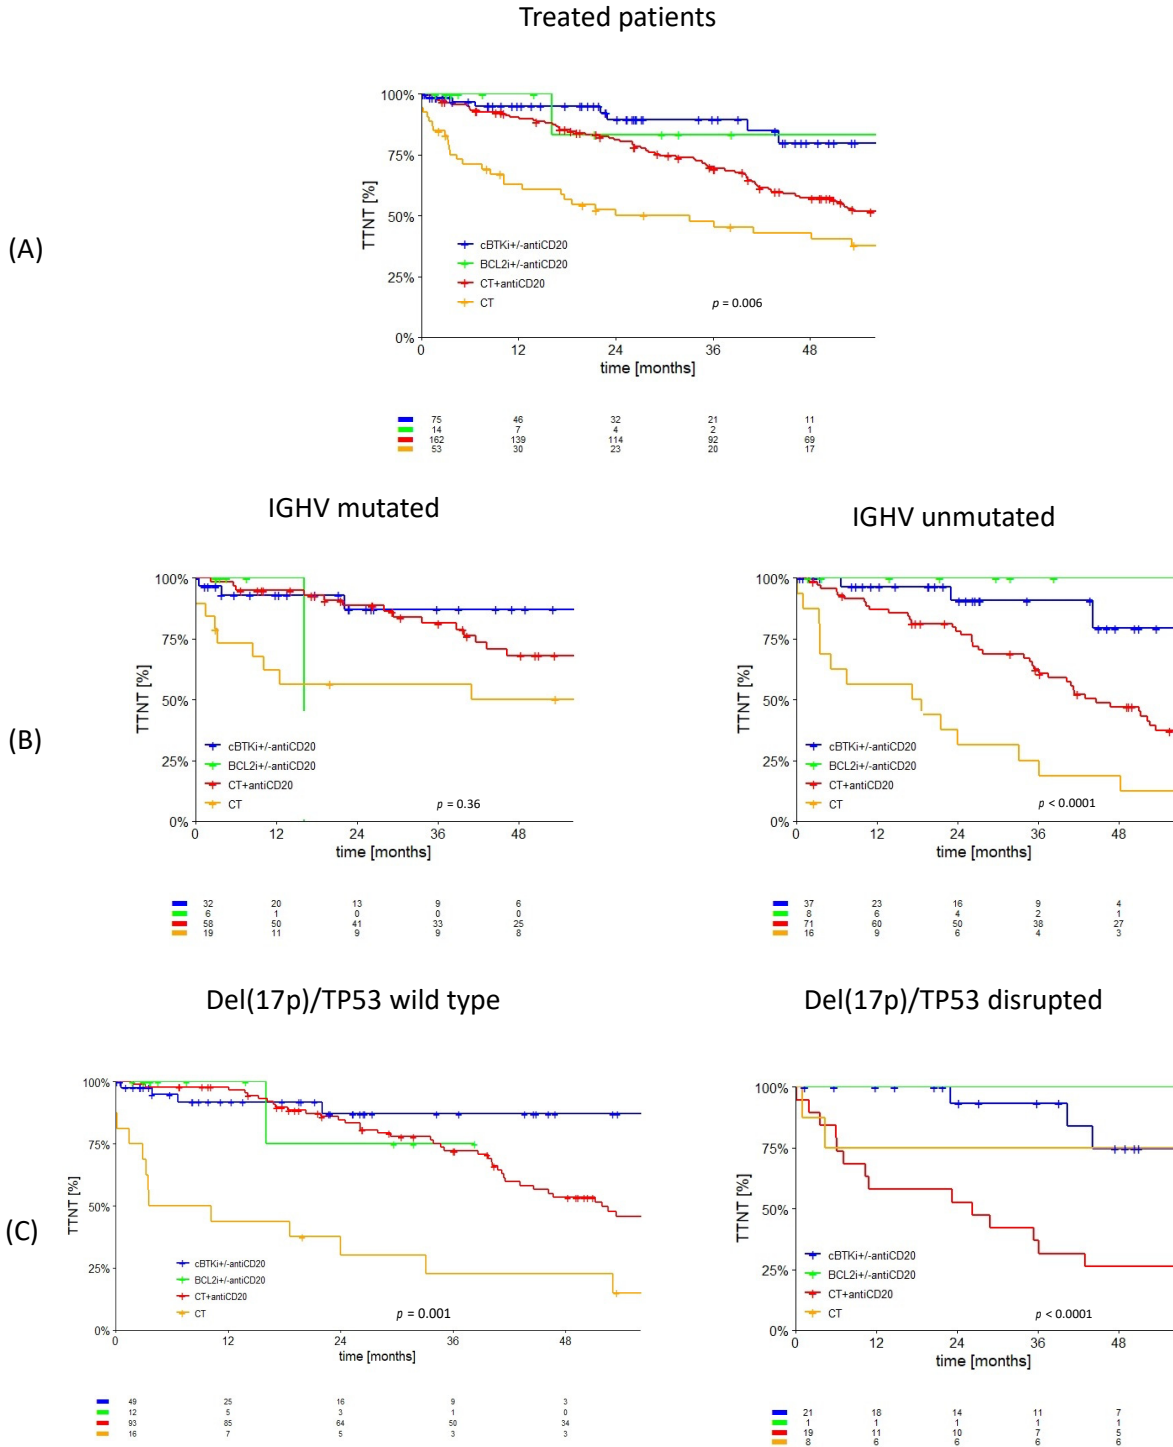 Treated patients
(A)
TTNT [%]
100%
75%
50%
25%
0%
cBTKi+/-antiCD20
BCL2i+/-antiCD20
CT+antiCD20
CT
p = 0.006
0 12 24 36 48
time [months]
75 46 32 21 11
14 7 4 2 1
162 139 114 92 69
53 30 23 20 17
(B)
IGHV mutated
TTNT [%]
100%
75%
50%
25%
0%
cBTKi+/-antiCD20
BCL2i+/-antiCD20
CT+antiCD20
CT
p = 0.36
0 12 24 36 48
time [months]
32 20 13 9 6
6 1 0 0 0
58 50 41 33 25
19 11 9 9 8
IGHV unmutated
TTNT [%]
100%
75%
50%
25%
0%
cBTKi+/-antiCD20
BCL2i+/-antiCD20
CT+antiCD20
CT
p < 0.0001
0 12 24 36 48
time [months]
37 23 16 9 4
8 6 4 2 1
71 60 50 38 27
16 9 6 4 3
(C)
Del(17p)/TP53 wild type
TTNT [%]
100%
75%
50%
25%
0%
cBTKi+/-antiCD20
BCL2i+/-antiCD20
CT+antiCD20
CT
p = 0.001
0 12 24 36 48
time [months]
49 25 16 9 3
12 5 3 1 0
93 85 64 50 34
16 7 5 3 3
Del(17p)/TP53 disrupted
TTNT [%]
100%
75%
50%
25%
0%
cBTKi+/-antiCD20
BCL2i+/-antiCD20
CT+antiCD20
CT
p < 0.0001
0 12 24 36 48
time [months]
21 18 14 11 7
1 1 1 1 1
19 11 10 7 5
8 6 6 6 6